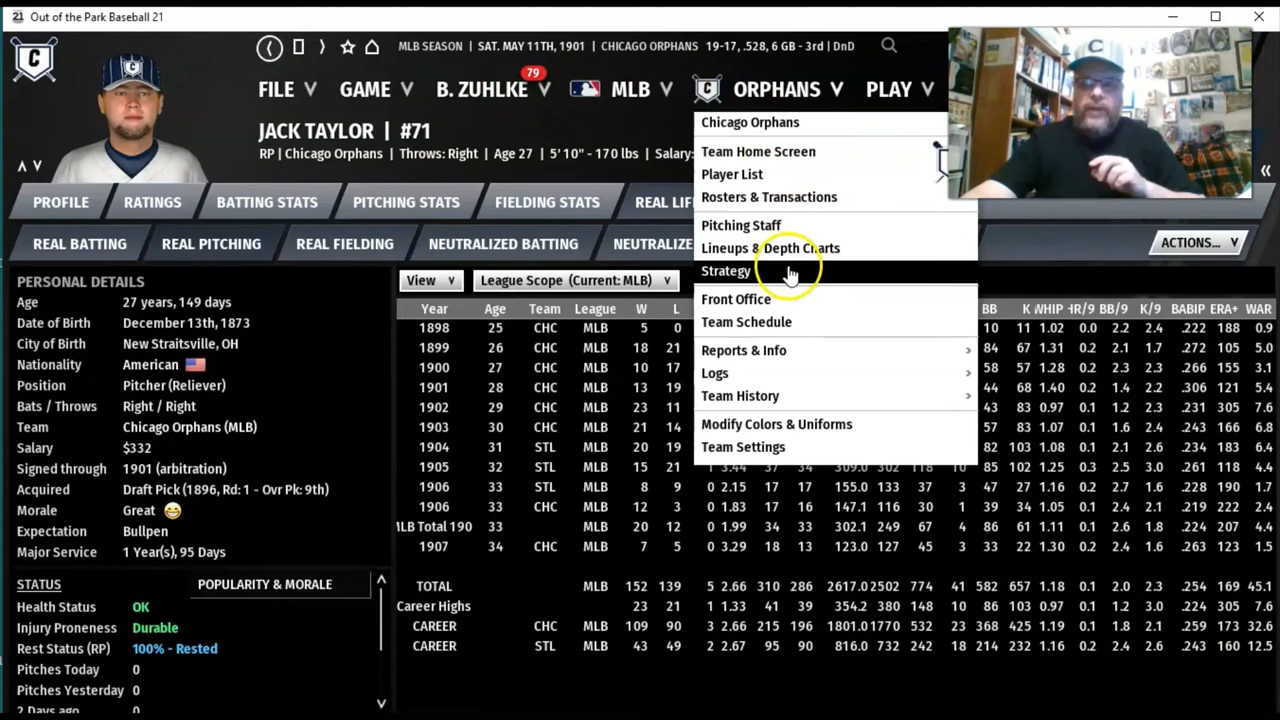 21 Out of the Park Baseball 21
MLB SEASON | SAT. MAY 11TH, 1901 | CHICAGO ORPHANS 19-17, .528, 6 GB - 3rd | DnD
79
FILE GAME B. ZUHLKE MLB C ORPHANS PLAY
JACK TAYLOR | #71
RP | Chicago Orphans | Throws: Right | Age 27 | 5' 10" - 170 lbs | Salary:
PROFILE RATINGS BATTING STATS PITCHING STATS FIELDING STATS REAL LIF
REAL BATTING REAL PITCHING REAL FIELDING NEUTRALIZED BATTING NEUTRALIZE ACTIONS...
Chicago Orphans
Team Home Screen
Player List
Rosters & Transactions
Pitching Staff
Lineups & Depth Charts
Strategy
Front Office
Team Schedule
Reports & Info
Logs
Team History
Modify Colors & Uniforms
Team Settings
PERSONAL DETAILS
Age 27 years, 149 days
Date of Birth December 13th, 1873
City of Birth New Straitsville, OH
Nationality American
Position Pitcher (Reliever)
Bats / Throws Right / Right
Team Chicago Orphans (MLB)
Salary $332
Signed through 1901 (arbitration)
Acquired Draft Pick (1896, Rd: 1 - Ovr Pk: 9th)
Morale Great
Expectation Bullpen
Major Service 1 Year(s), 95 Days
STATUS POPULARITY & MORALE
Health Status OK
Injury Proneness Durable
Rest Status (RP) 100% - Rested
Pitches Today 0
Pitches Yesterday 0
2 Days ago 0
View League Scope (Current: MLB)
Year Age Team League W L BB K WHIP HR/9 BB/9 K/9 BABIP ERA+ WAR
1898 25 CHC MLB 5 0 10 11 1.02 0.0 2.2 2.4 .222 188 0.9
1899 26 CHC MLB 18 21 84 67 1.31 0.3 2.1 1.7 .272 105 5.0
1900 27 CHC MLB 10 17 58 57 1.28 0.2 2.3 2.3 .266 155 3.1
1901 28 CHC MLB 13 19 44 68 1.40 0.2 1.4 2.2 .306 121 5.4
1902 29 CHC MLB 23 11 43 83 0.97 0.1 1.2 2.3 .231 305 7.6
1903 30 CHC MLB 21 14 57 83 1.07 0.1 1.6 2.4 .243 166 6.8
1904 31 STL MLB 20 19 82 103 1.08 0.1 2.1 2.6 .234 183 6.4
1905 32 STL MLB 15 21 1 3.44 37 34 309.0 302 118 10 85 102 1.25 0.3 2.5 3.0 .261 118 4.4
1906 33 STL MLB 8 9 0 2.15 17 17 155.0 133 37 3 47 27 1.16 0.2 2.7 1.6 .228 190 1.7
1906 33 CHC MLB 12 3 0 1.83 17 16 147.1 116 30 1 39 34 1.05 0.1 2.4 2.1 .219 222 2.4
MLB Total 190 33 MLB 20 12 0 1.99 34 33 302.1 249 67 4 86 61 1.11 0.1 2.6 1.8 .224 207 4.4
1907 34 CHC MLB 7 5 0 3.29 18 13 123.0 127 45 3 33 22 1.30 0.2 2.4 1.6 .263 123 1.5
TOTAL MLB 152 139 5 2.66 310 286 2617.0 2502 774 41 582 657 1.18 0.1 2.0 2.3 .254 169 45.1
Career Highs 23 21 1 1.33 41 39 354.2 380 148 10 86 103 0.97 0.1 1.2 3.0 .224 305 7.6
CAREER CHC MLB 109 90 3 2.66 215 196 1801.0 1770 532 23 368 425 1.19 0.1 1.8 2.1 .259 173 32.6
CAREER STL MLB 43 49 2 2.67 95 90 816.0 732 242 18 214 232 1.16 0.2 2.4 2.6 .243 160 12.5